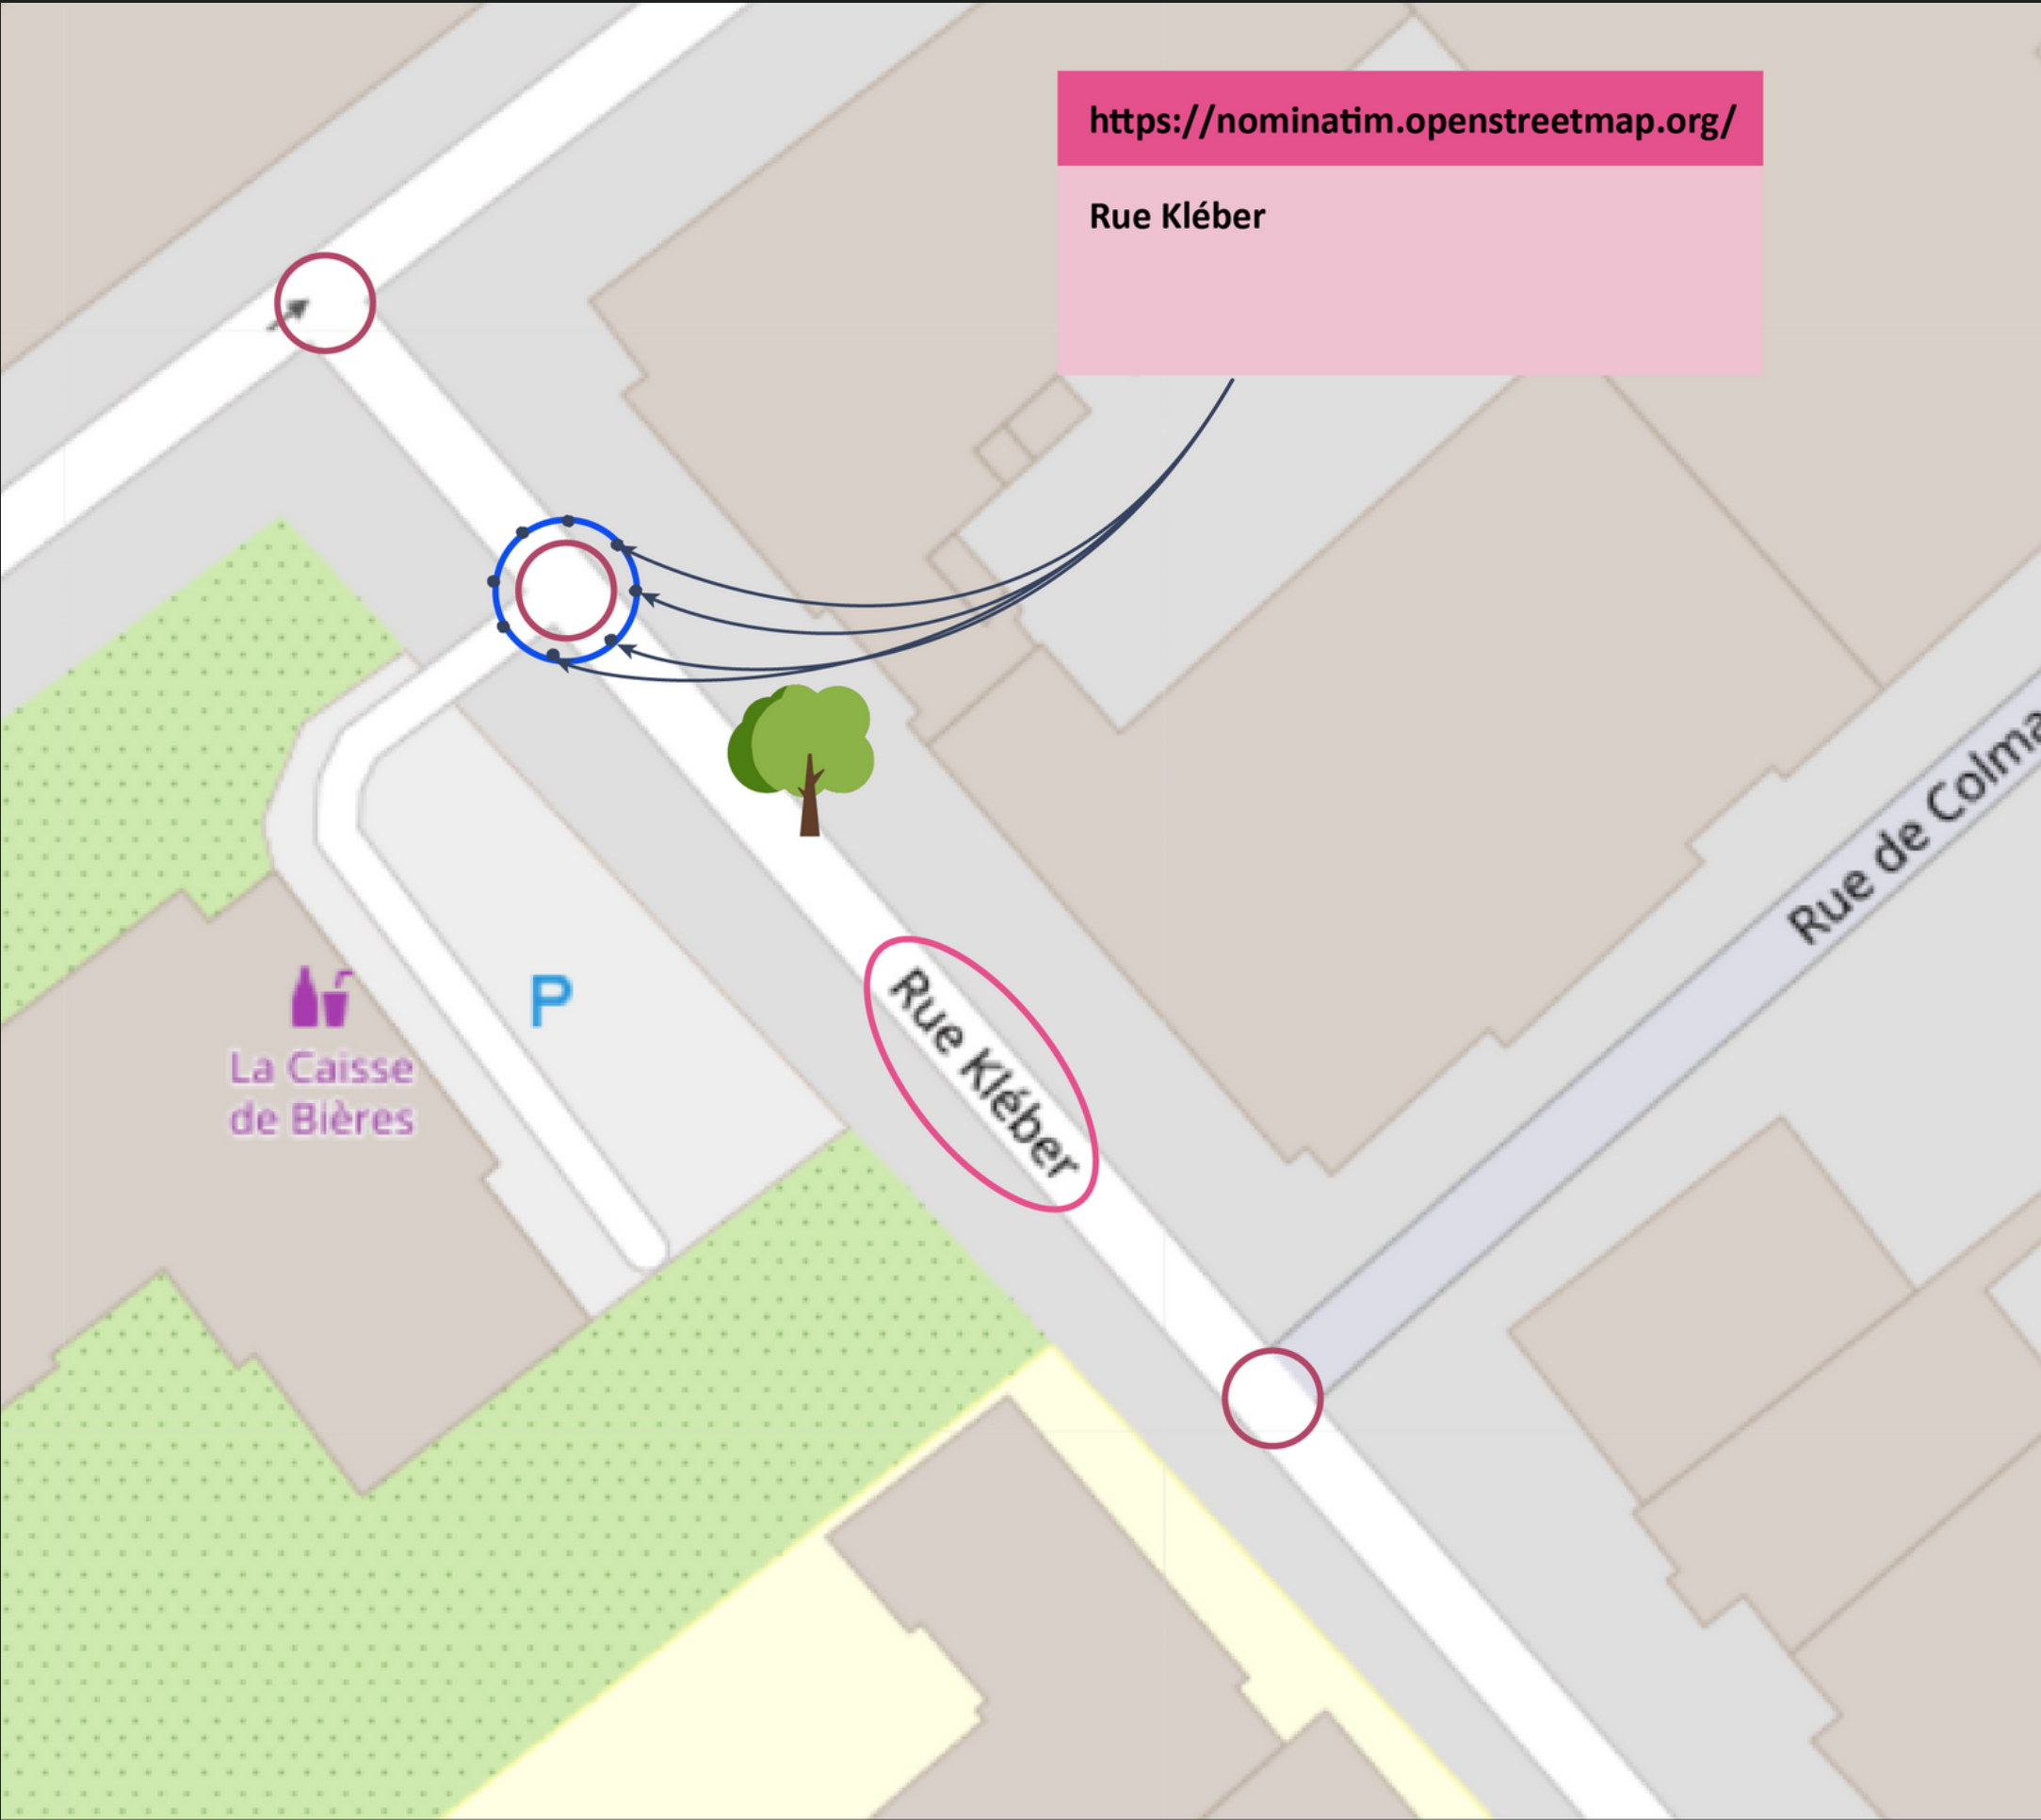 https://nominatim.openstreetmap.org/
Rue Kléber
Rue de Colma
P
La Caisse
de Bières
Rue Kléber